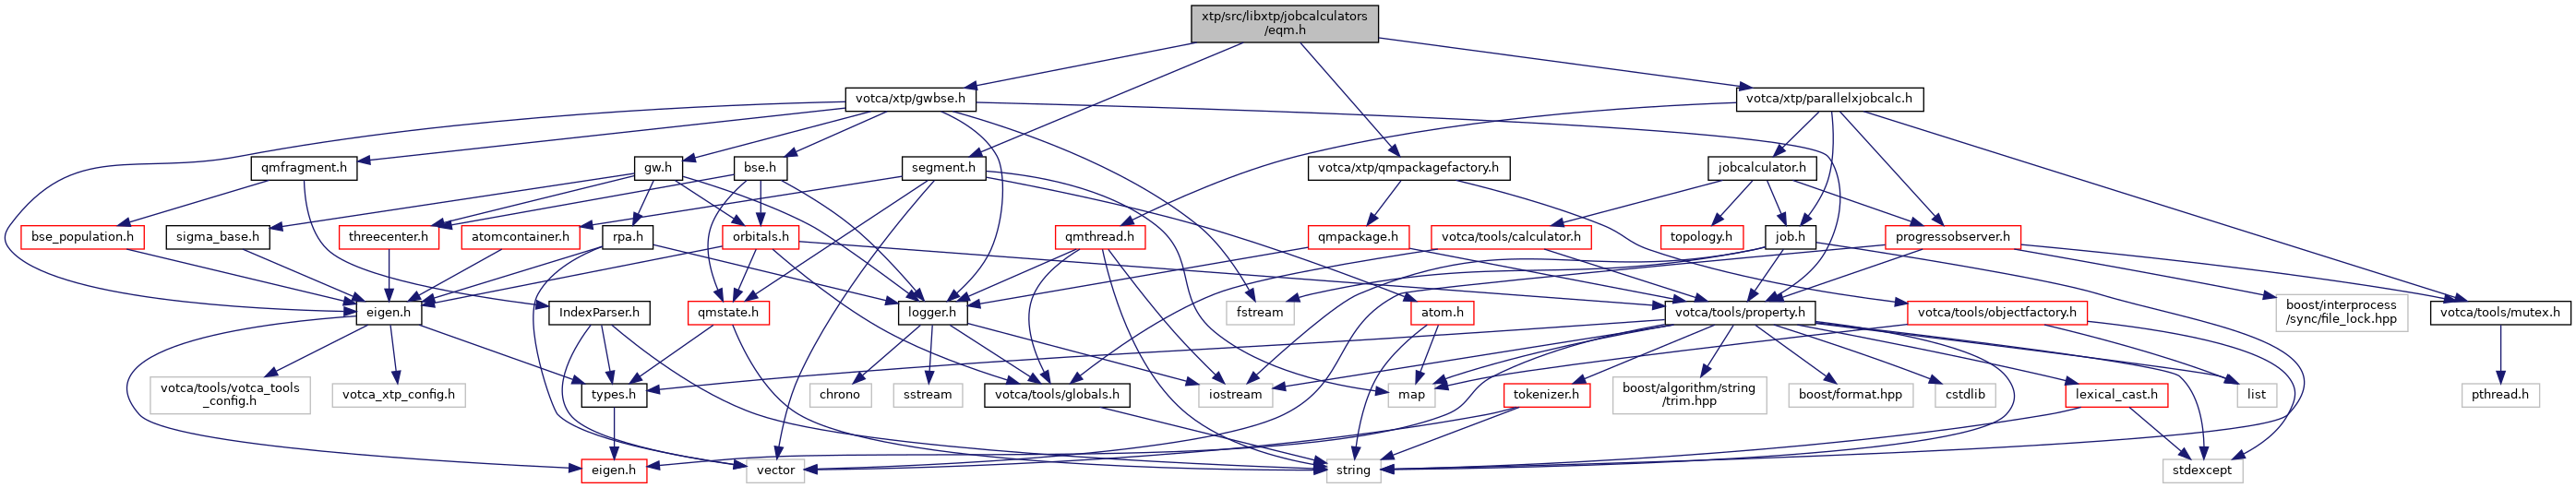 xtp/src/libxtp/jobcalculators
/eqm.h
votca/xtp/gwbse.h
votca/xtp/parallelxjobcalc.h
qmfragment.h
gw.h
bse.h
segment.h
votca/xtp/qmpackagefactory.h
jobcalculator.h
bse_population.h
sigma_base.h
threecenter.h
atomcontainer.h
rpa.h
orbitals.h
qmthread.h
qmpackage.h
votca/tools/calculator.h
topology.h
job.h
progressobserver.h
eigen.h
IndexParser.h
qmstate.h
logger.h
fstream
atom.h
votca/tools/property.h
votca/tools/objectfactory.h
boost/interprocess
/sync/file_lock.hpp
votca/tools/mutex.h
votca/tools/votca_tools
_config.h
votca_xtp_config.h
types.h
chrono
sstream
votca/tools/globals.h
iostream
map
tokenizer.h
boost/algorithm/string
/trim.hpp
boost/format.hpp
cstdlib
lexical_cast.h
list
pthread.h
eigen.h
vector
string
stdexcept